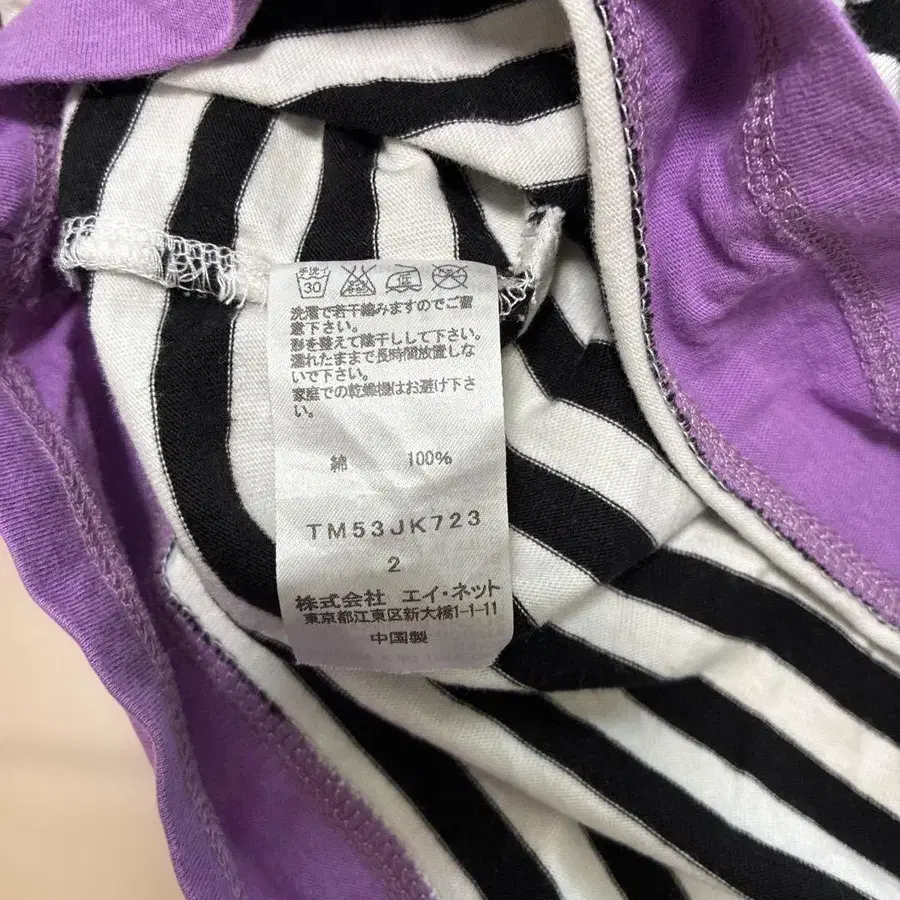 手洗イ
30
洗濯で若干縮みますのでご留
意下さい。
形を整えて陰干しして下さい。
濡れたままで長時間放置しな
いで下さい。
家庭での乾燥機はお避け下さ
い。
綿 100%
TM53JK723
2
株式会社 エイ・ネット
東京都江東区新大橋1-1-11
中国製